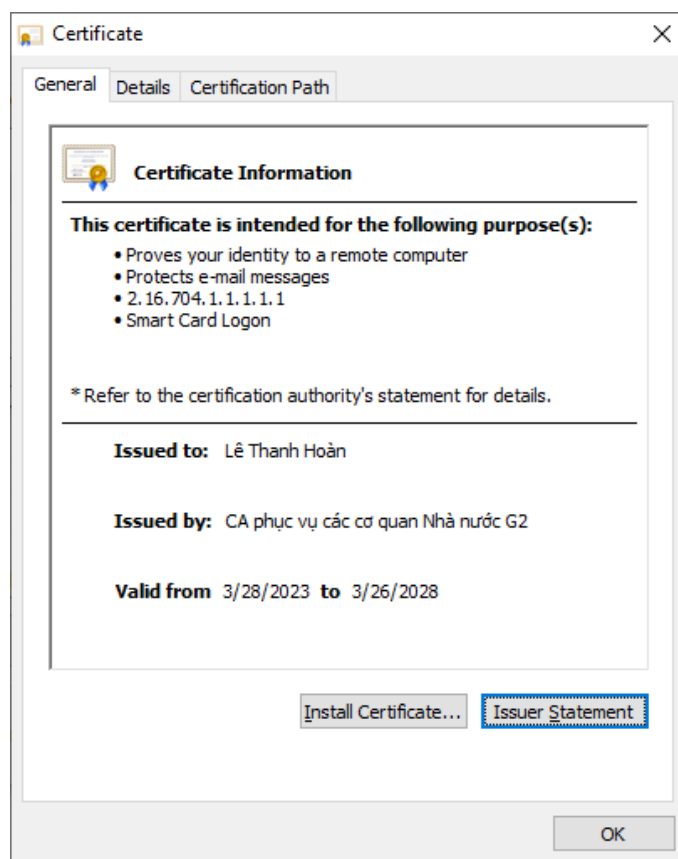 Certificate
General Details Certification Path
Certificate Information
This certificate is intended for the following purpose(s):
• Proves your identity to a remote computer
• Protects e-mail messages
• 2.16.704.1.1.1.1.1
• Smart Card Logon
* Refer to the certification authority's statement for details.
Issued to: Lê Thanh Hoàn
Issued by: CA phục vụ các cơ quan Nhà nước G2
Valid from 3/28/2023 to 3/26/2028
Install Certificate... Issuer Statement
OK